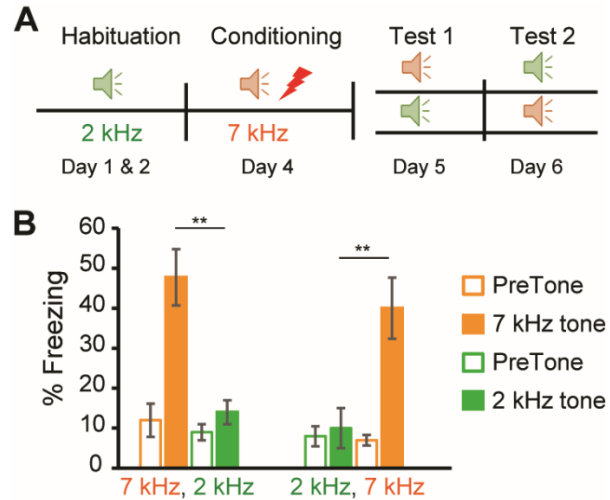 A
Habituation Conditioning Test 1 Test 2
2 kHz 7 kHz
Day 1 & 2 Day 4 Day 5 Day 6
B
% Freezing
60
50
40
30
20
10
0
** **
PreTone
7 kHz tone
PreTone
2 kHz tone
7 kHz, 2 kHz 2 kHz, 7 kHz